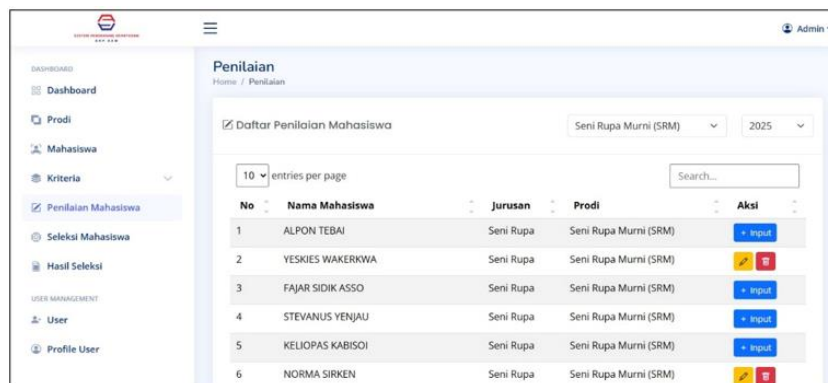 Admin
DASHBOARD
Dashboard
Prodi
Mahasiswa
Kriteria
Penilaian Mahasiswa
Seleksi Mahasiswa
Hasil Seleksi
USER MANAGEMENT
User
Profile User
Penilaian
Home / Penilaian
Daftar Penilaian Mahasiswa Seni Rupa Murni (SRM) 2025
10 entries per page Search...
No Nama Mahasiswa Jurusan Prodi Aksi
1 ALPON TEBAI Seni Rupa Seni Rupa Murni (SRM) + Input
2 YESKIES WAKERKWA Seni Rupa Seni Rupa Murni (SRM)
3 FAJAR SIDIK ASSO Seni Rupa Seni Rupa Murni (SRM) + Input
4 STEVANUS YENJAU Seni Rupa Seni Rupa Murni (SRM) + Input
5 KELIOPAS KABISOI Seni Rupa Seni Rupa Murni (SRM) + Input
6 NORMA SIRKEN Seni Rupa Seni Rupa Murni (SRM)